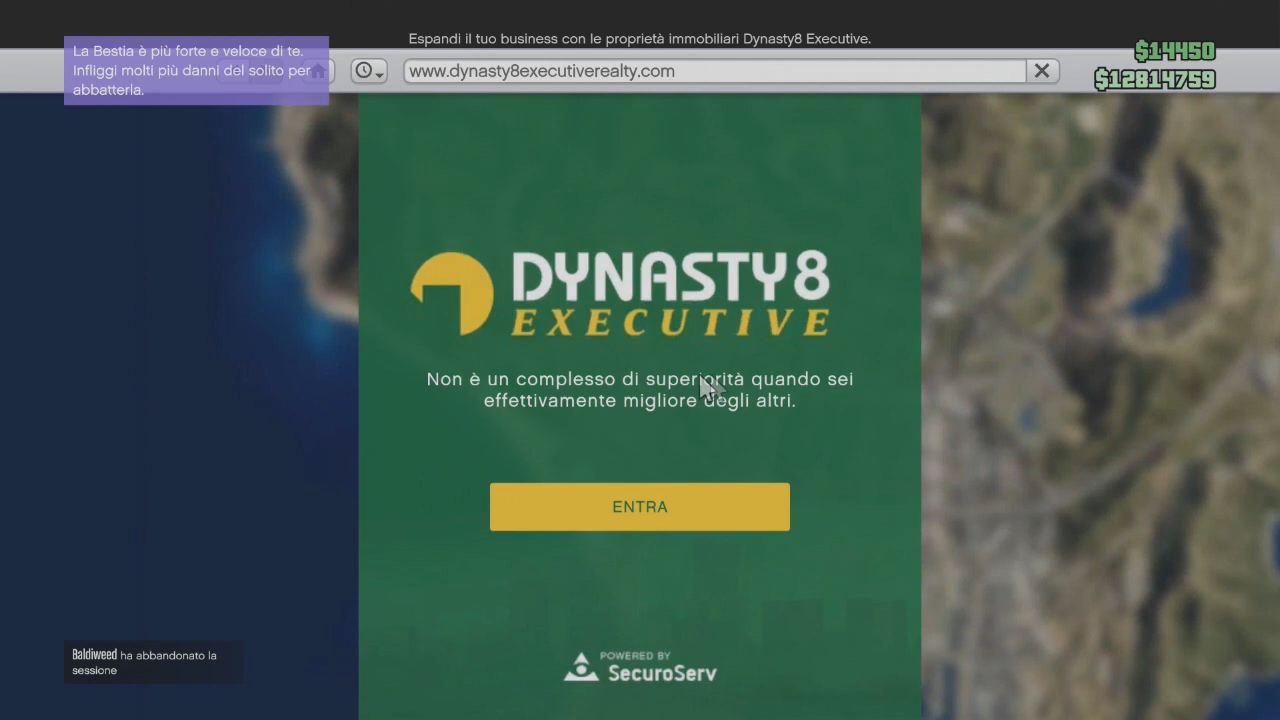 La Bestia è più forte e veloce di te.
Infliggi molti più danni del solito per
abbatterla.
Espandi il tuo business con le proprietà immobiliari Dynasty8 Executive.
www.dynasty8executiverealty.com
$14450
$12814759
DYNASTY8
EXECUTIVE
Non è un complesso di superiorità quando sei
effettivamente migliore degli altri.
ENTRA
POWERED BY
SecuroServ
Baldiweed ha abbandonato la
sessione